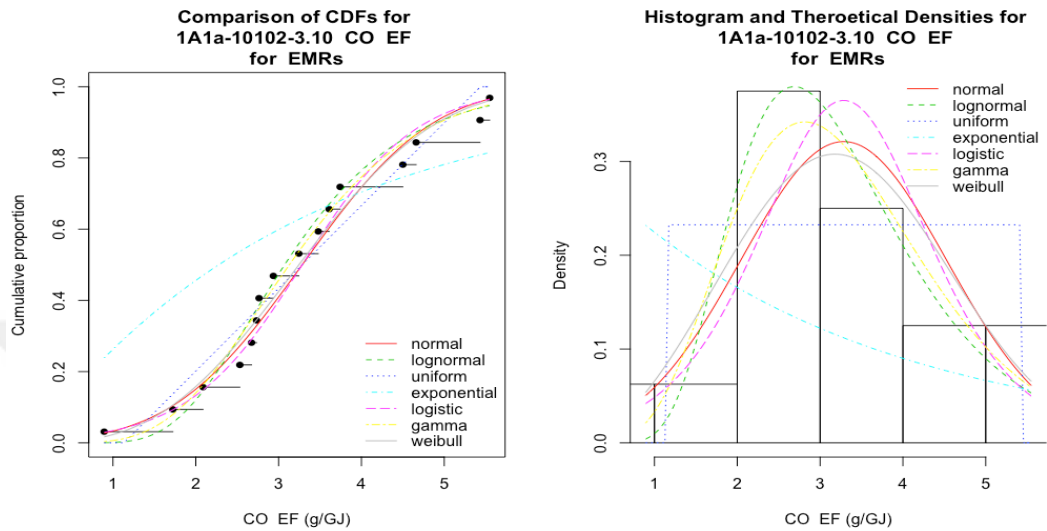 Comparison of CDFs for
1A1a-10102-3.10 CO EF
for EMRs
Cumulative proportion
1.0
0.8
0.6
0.4
0.2
0.0
normal
lognormal
uniform
exponential
logistic
gamma
weibull
1 2 3 4 5
CO EF (g/GJ)
Histogram and Theroetical Densities for
1A1a-10102-3.10 CO EF
for EMRs
Density
0.3
0.2
0.1
0.0
normal
lognormal
uniform
exponential
logistic
gamma
weibull
1 2 3 4 5
CO EF (g/GJ)